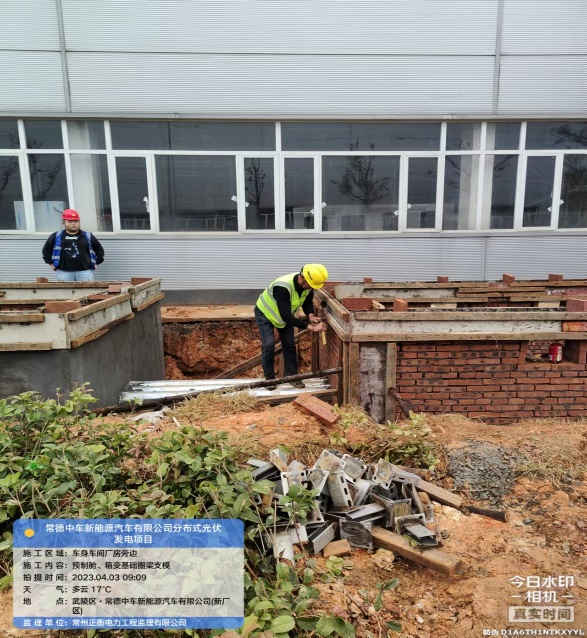 常德中车新能源汽车有限公司分布式光伏
发电项目
施工区域：车身车间厂房旁边
施工内容：预制舱、箱变基础圈梁支模
拍摄时间：2023.04.03 09:09
天气：多云 17℃
地点：武陵区·常德中车新能源汽车有限公司(新厂
区)
监理单位：常州正衡电力工程监理有限公司
今日水印
相机
真实时间
防伪 D1A6TH1NTKXYYL